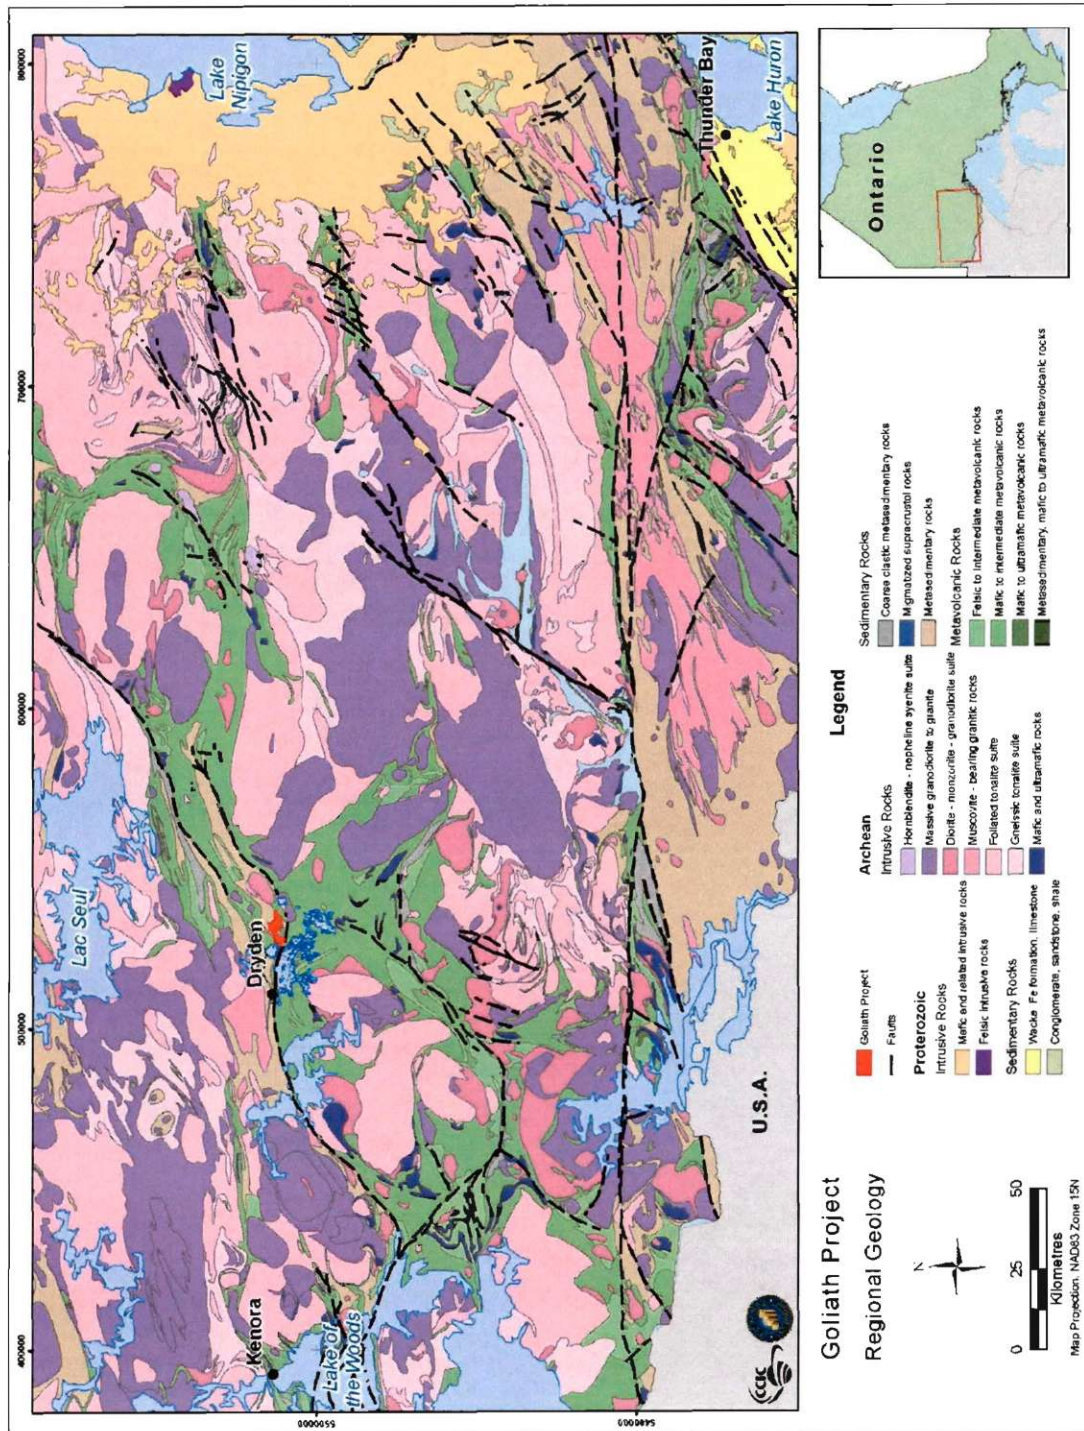 800000
700000
600000
500000
400000
5500000
5400000
Lake
Nipigon
Thunder Bay
Lake Huron
Lac Seul
Dryden
Kenora
Lake of
the Woods
U.S.A.
CCIC
Ontario
Goliath Project
Regional Geology
N
0 25 50
Kilometres
Map Projection: NAD83 Zone 15N
Legend
Goliath Project
Faults
Proterozoic
Intrusive Rocks
Mafic and related intrusive rocks
Felsic intrusive rocks
Sedimentary Rocks
Wacke, Fe formation, limestone
Conglomerate, sandstone, shale
Archean
Intrusive Rocks
Hornblendite - nepheline syenite suite
Massive granodiorite to granite
Diorite - monzonite - granodiorite suite
Muscovite - bearing granitic rocks
Foliated tonalite suite
Gneissic tonalite suite
Mafic and ultramafic rocks
Sedimentary Rocks
Coarse clastic metasedimentary rocks
Migmatized supracrustol rocks
Metasedimentary rocks
Metavolcanic Rocks
Felsic to intermediate metavolcanic rocks
Mafic to intermediate metavolcanic rocks
Mafic to ultramafic metavolcanic rocks
Metasedimentary, mafic to ultramafic metavolcanic rocks